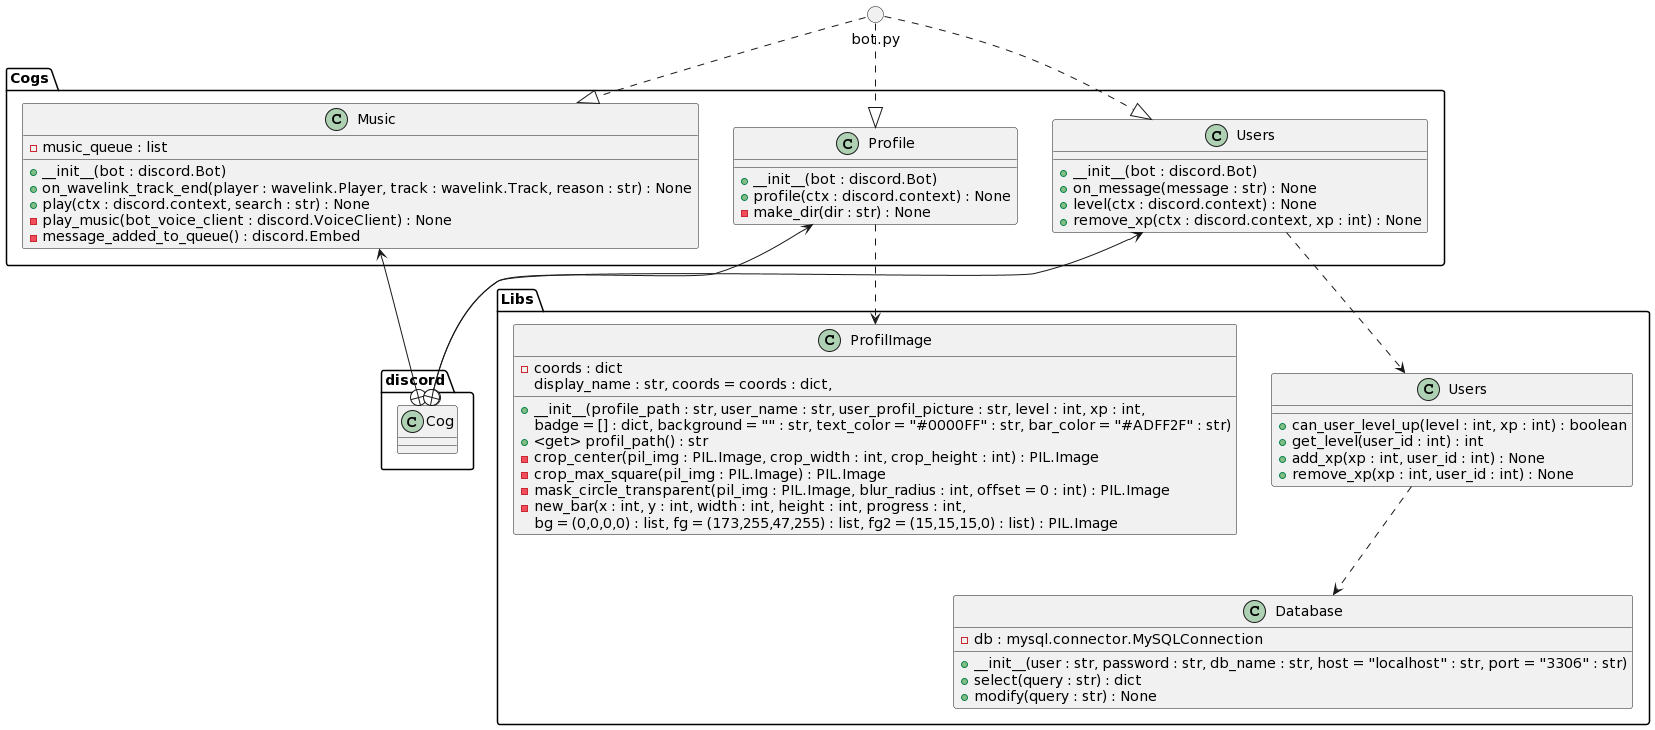 bot.py
Cogs
C Music
music_queue : list
__init__(bot : discord.Bot)
on_wavelink_track_end(player : wavelink.Player, track : wavelink.Track, reason : str) : None
play(ctx : discord.context, search : str) : None
play_music(bot_voice_client : discord.VoiceClient) : None
message_added_to_queue() : discord.Embed
C Profile
__init__(bot : discord.Bot)
profile(ctx : discord.context) : None
make_dir(dir : str) : None
C Users
__init__(bot : discord.Bot)
on_message(message : str) : None
level(ctx : discord.context) : None
remove_xp(ctx : discord.context, xp : int) : None
discord
C Cog
Libs
C ProfilImage
coords : dict
display_name : str, coords = coords : dict,
__init__(profile_path : str, user_name : str, user_profil_picture : str, level : int, xp : int,
badge = [] : dict, background = "" : str, text_color = "#0000FF" : str, bar_color = "#ADFF2F" : str)
<get> profil_path() : str
crop_center(pil_img : PIL.Image, crop_width : int, crop_height : int) : PIL.Image
crop_max_square(pil_img : PIL.Image) : PIL.Image
mask_circle_transparent(pil_img : PIL.Image, blur_radius : int, offset = 0 : int) : PIL.Image
new_bar(x : int, y : int, width : int, height : int, progress : int,
bg = (0,0,0,0) : list, fg = (173,255,47,255) : list, fg2 = (15,15,15,0) : list) : PIL.Image
C Users
can_user_level_up(level : int, xp : int) : boolean
get_level(user_id : int) : int
add_xp(xp : int, user_id : int) : None
remove_xp(xp : int, user_id : int) : None
C Database
db : mysql.connector.MySQLConnection
__init__(user : str, password : str, db_name : str, host = "localhost" : str, port = "3306" : str)
select(query : str) : dict
modify(query : str) : None